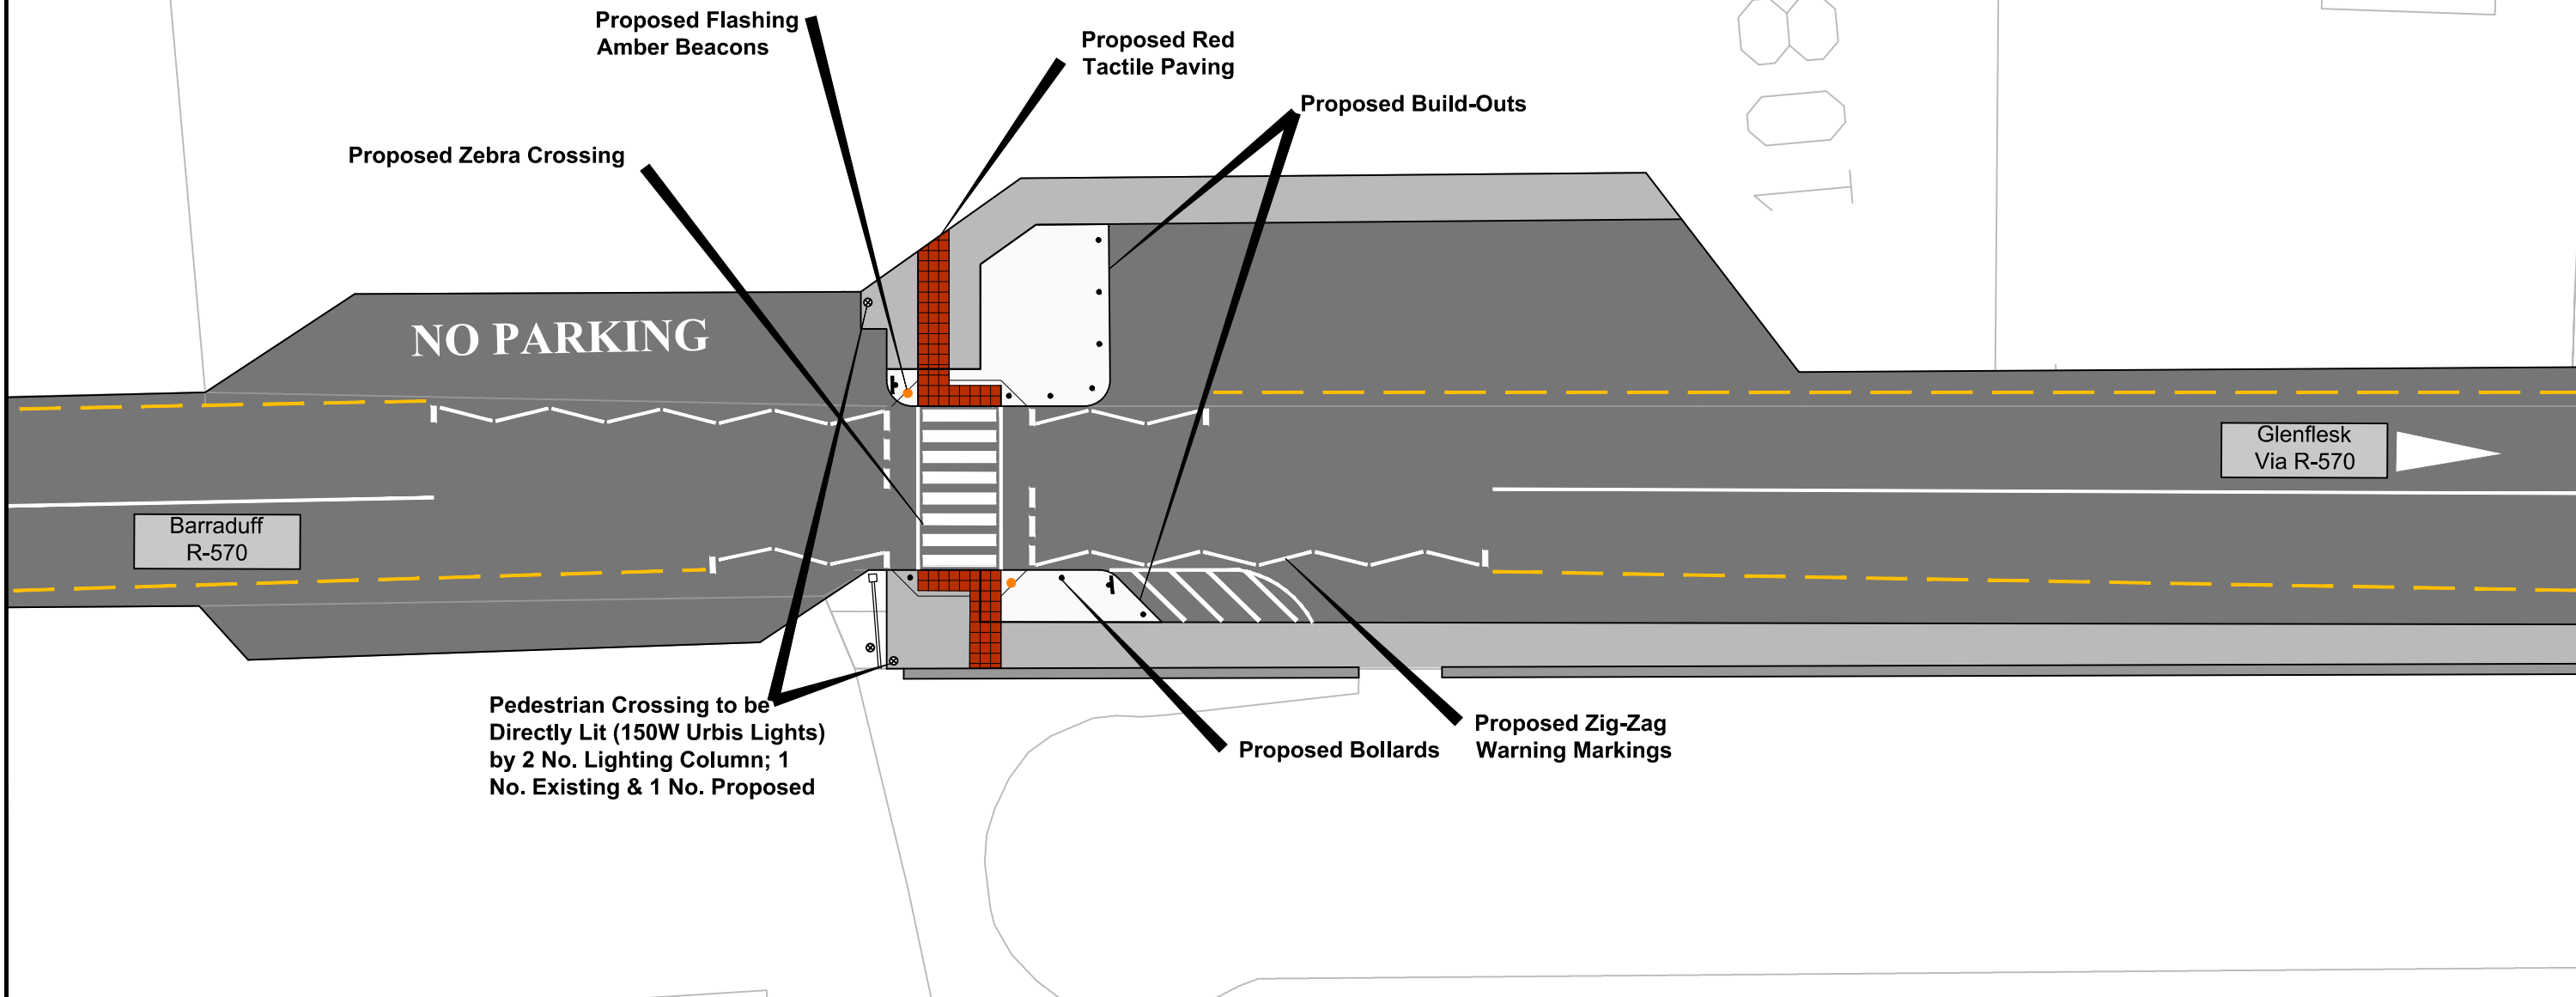 Proposed Flashing
Amber Beacons
Proposed Red
Tactile Paving
Proposed Build-Outs
Proposed Zebra Crossing
108
NO PARKING
Glenflesk
Via R-570
Barraduff
R-570
Pedestrian Crossing to be
Directly Lit (150W Urbis Lights)
by 2 No. Lighting Column; 1
No. Existing & 1 No. Proposed
Proposed Bollards
Proposed Zig-Zag
Warning Markings